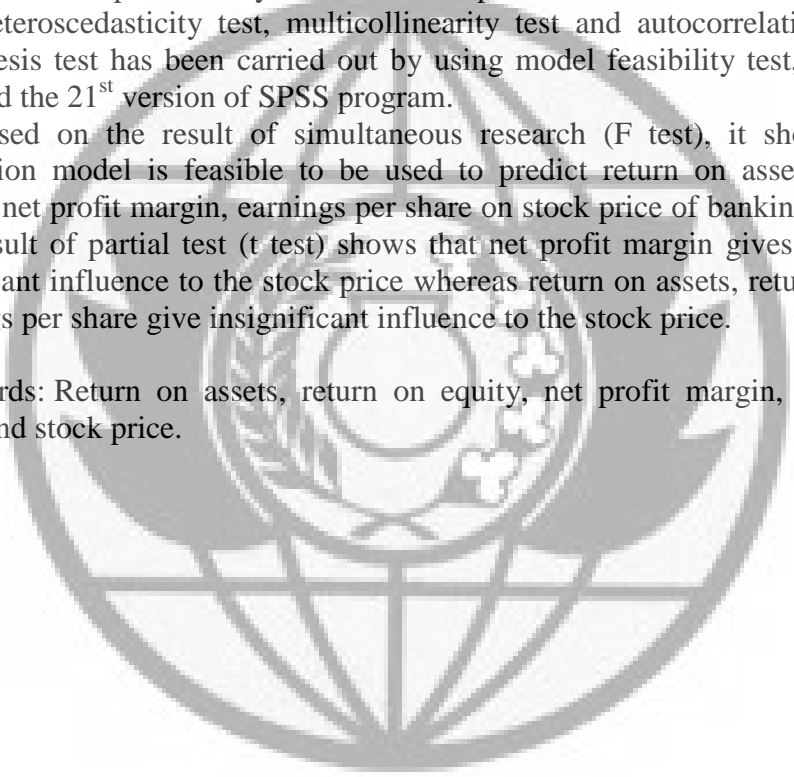 eteroscedasticity test, multicollinearity test and autocorrelati
esis test has been carried out by using model feasibility test,
d the 21st version of SPSS program.
sed on the result of simultaneous research (F test), it sh
ion model is feasible to be used to predict return on asse
net profit margin, earnings per share on stock price of bankin
sult of partial test (t test) shows that net profit margin gives
ant influence to the stock price whereas return on assets, retu
gs per share give insignificant influence to the stock price.
rds: Return on assets, return on equity, net profit margin,
nd stock price.